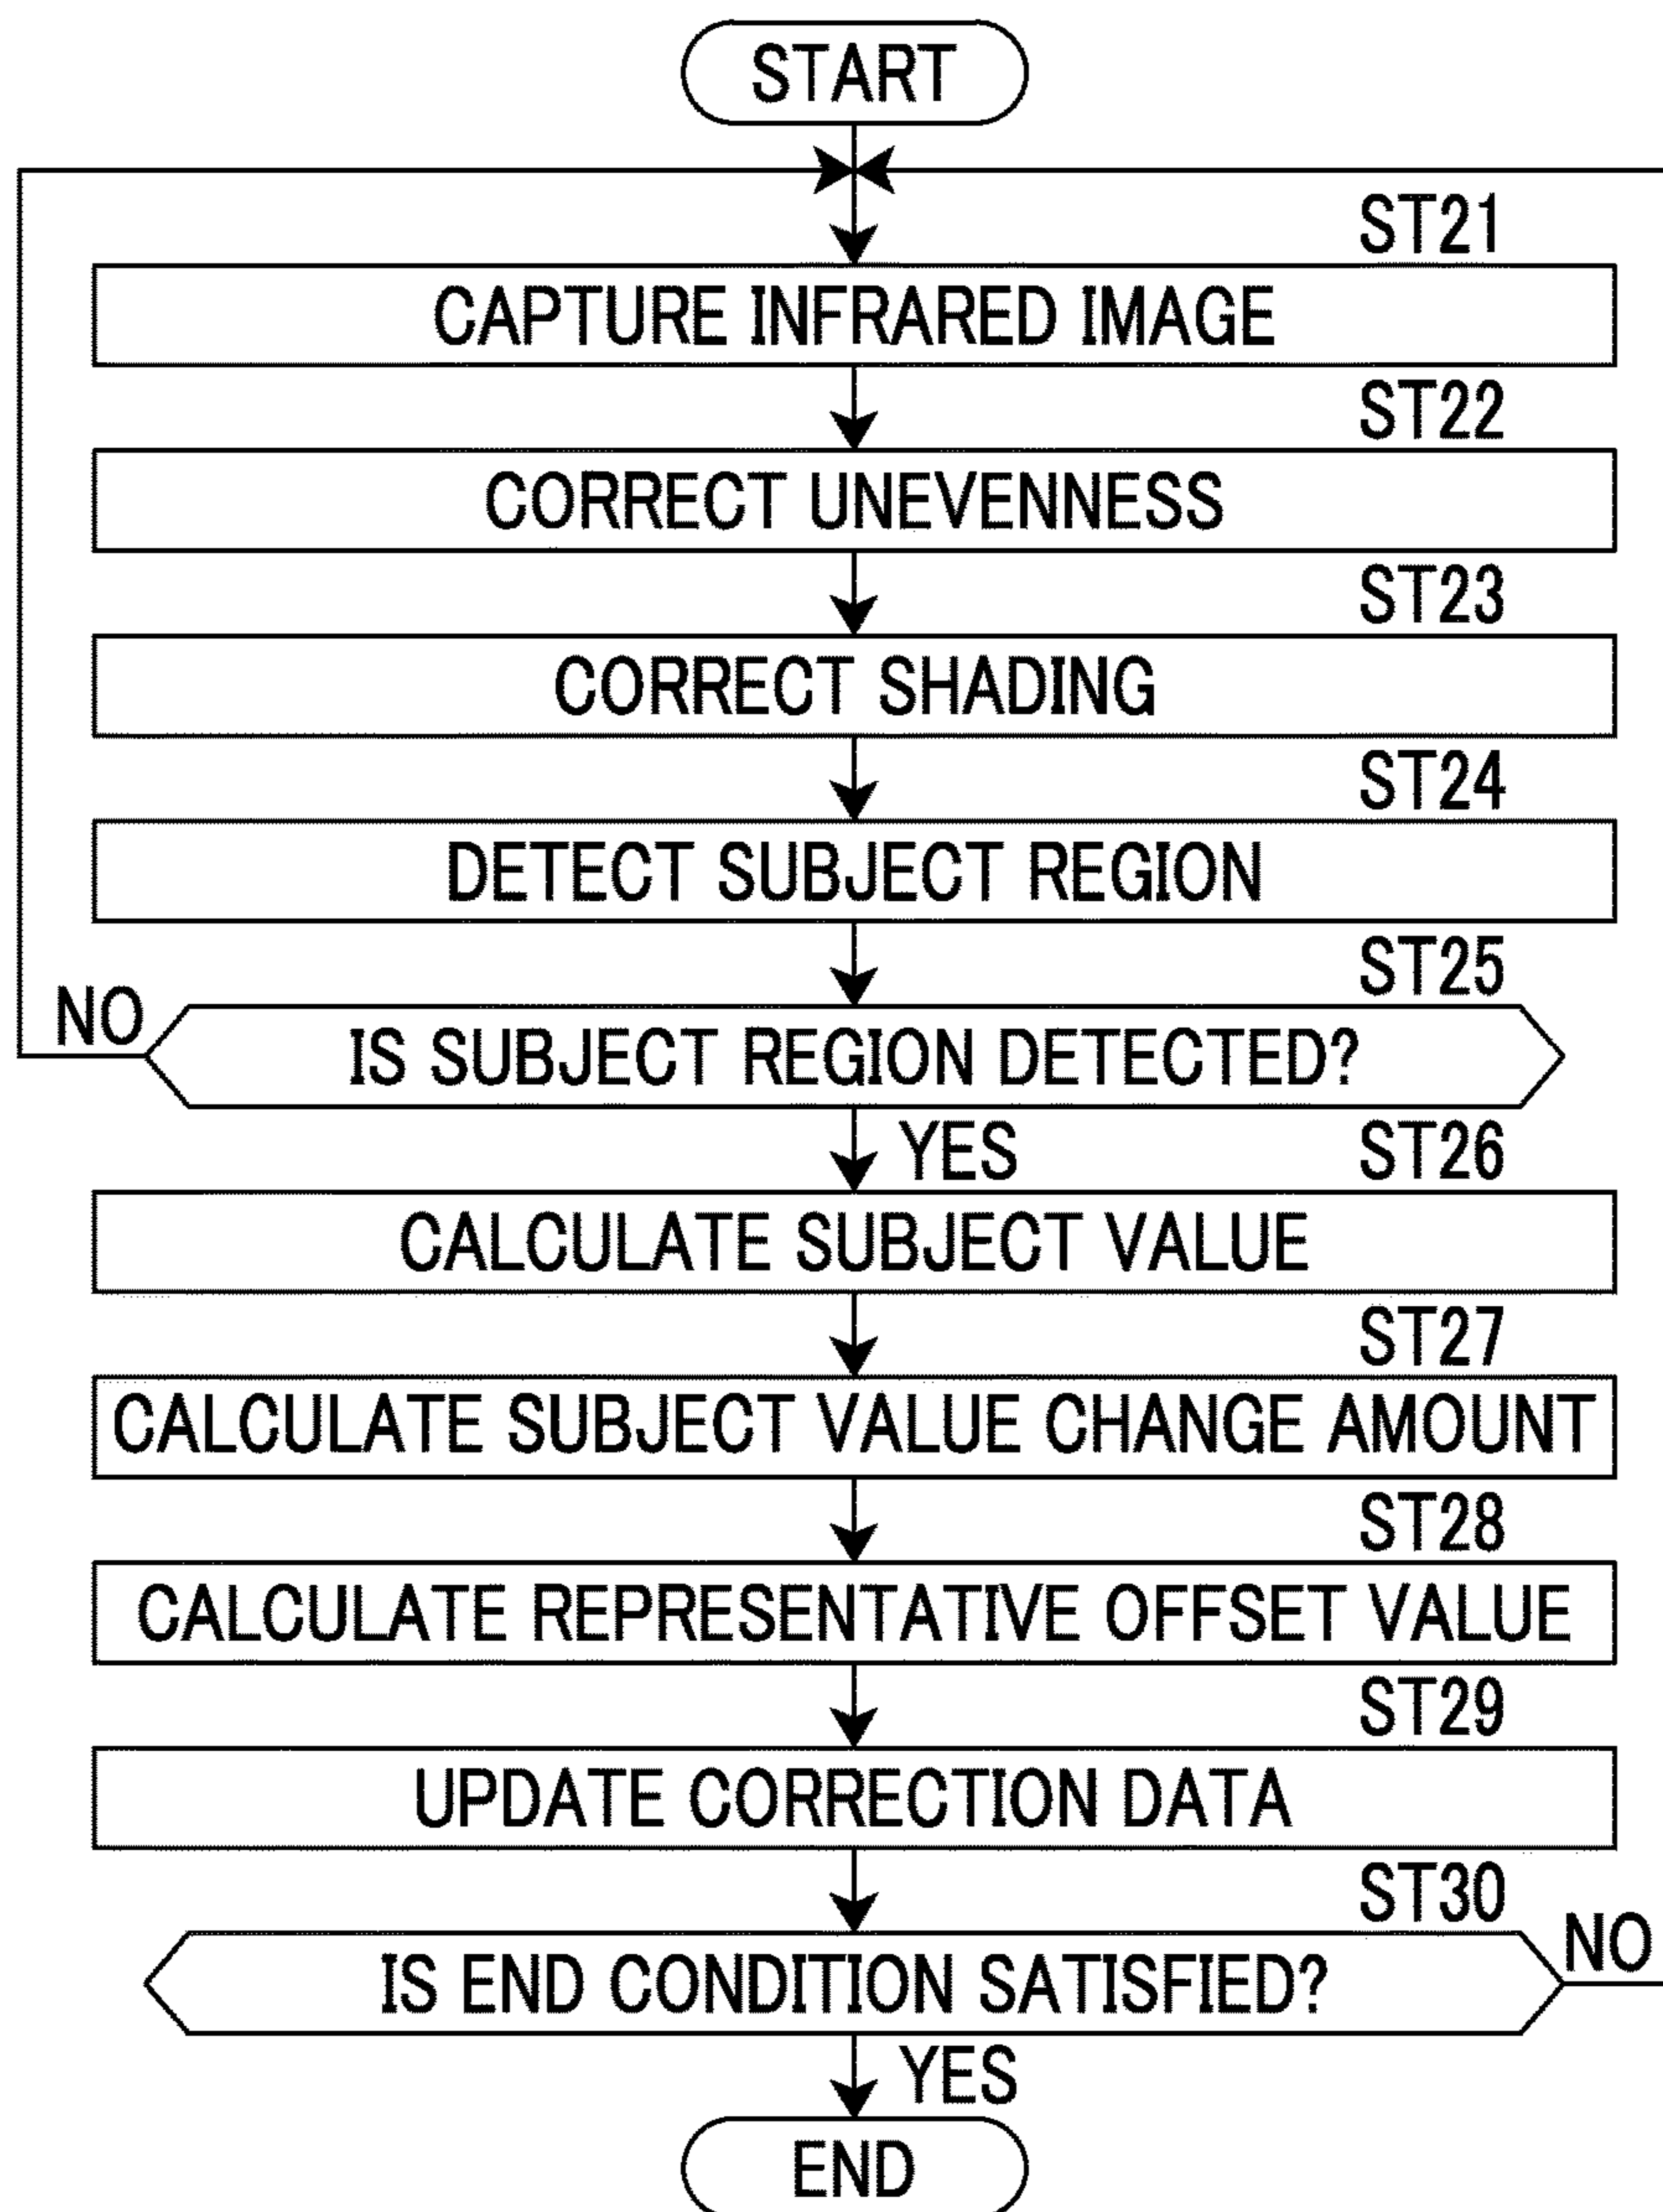 START
ST21
CAPTURE INFRARED IMAGE
ST22
CORRECT UNEVENNESS
ST23
CORRECT SHADING
ST24
DETECT SUBJECT REGION
ST25
NO
IS SUBJECT REGION DETECTED?
YES
ST26
CALCULATE SUBJECT VALUE
ST27
CALCULATE SUBJECT VALUE CHANGE AMOUNT
ST28
CALCULATE REPRESENTATIVE OFFSET VALUE
ST29
UPDATE CORRECTION DATA
ST30
IS END CONDITION SATISFIED?
NO
YES
END